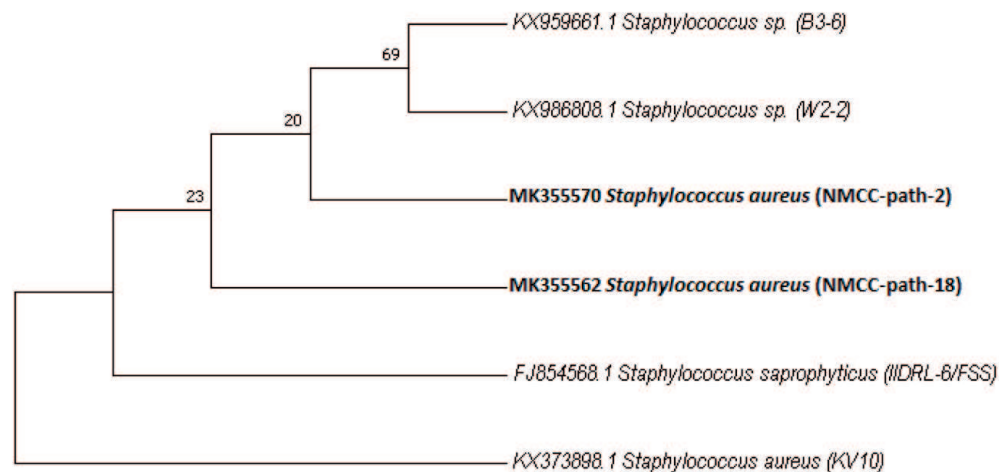 KX959661.1 Staphylococcus sp. (B3-6)
69
KX986808.1 Staphylococcus sp. (W2-2)
20
MK355570 Staphylococcus aureus (NMCC-path-2)
23
MK355562 Staphylococcus aureus (NMCC-path-18)
FJ854568.1 Staphylococcus saprophyticus (IIDRL-6/FSS)
KX373898.1 Staphylococcus aureus (KV10)